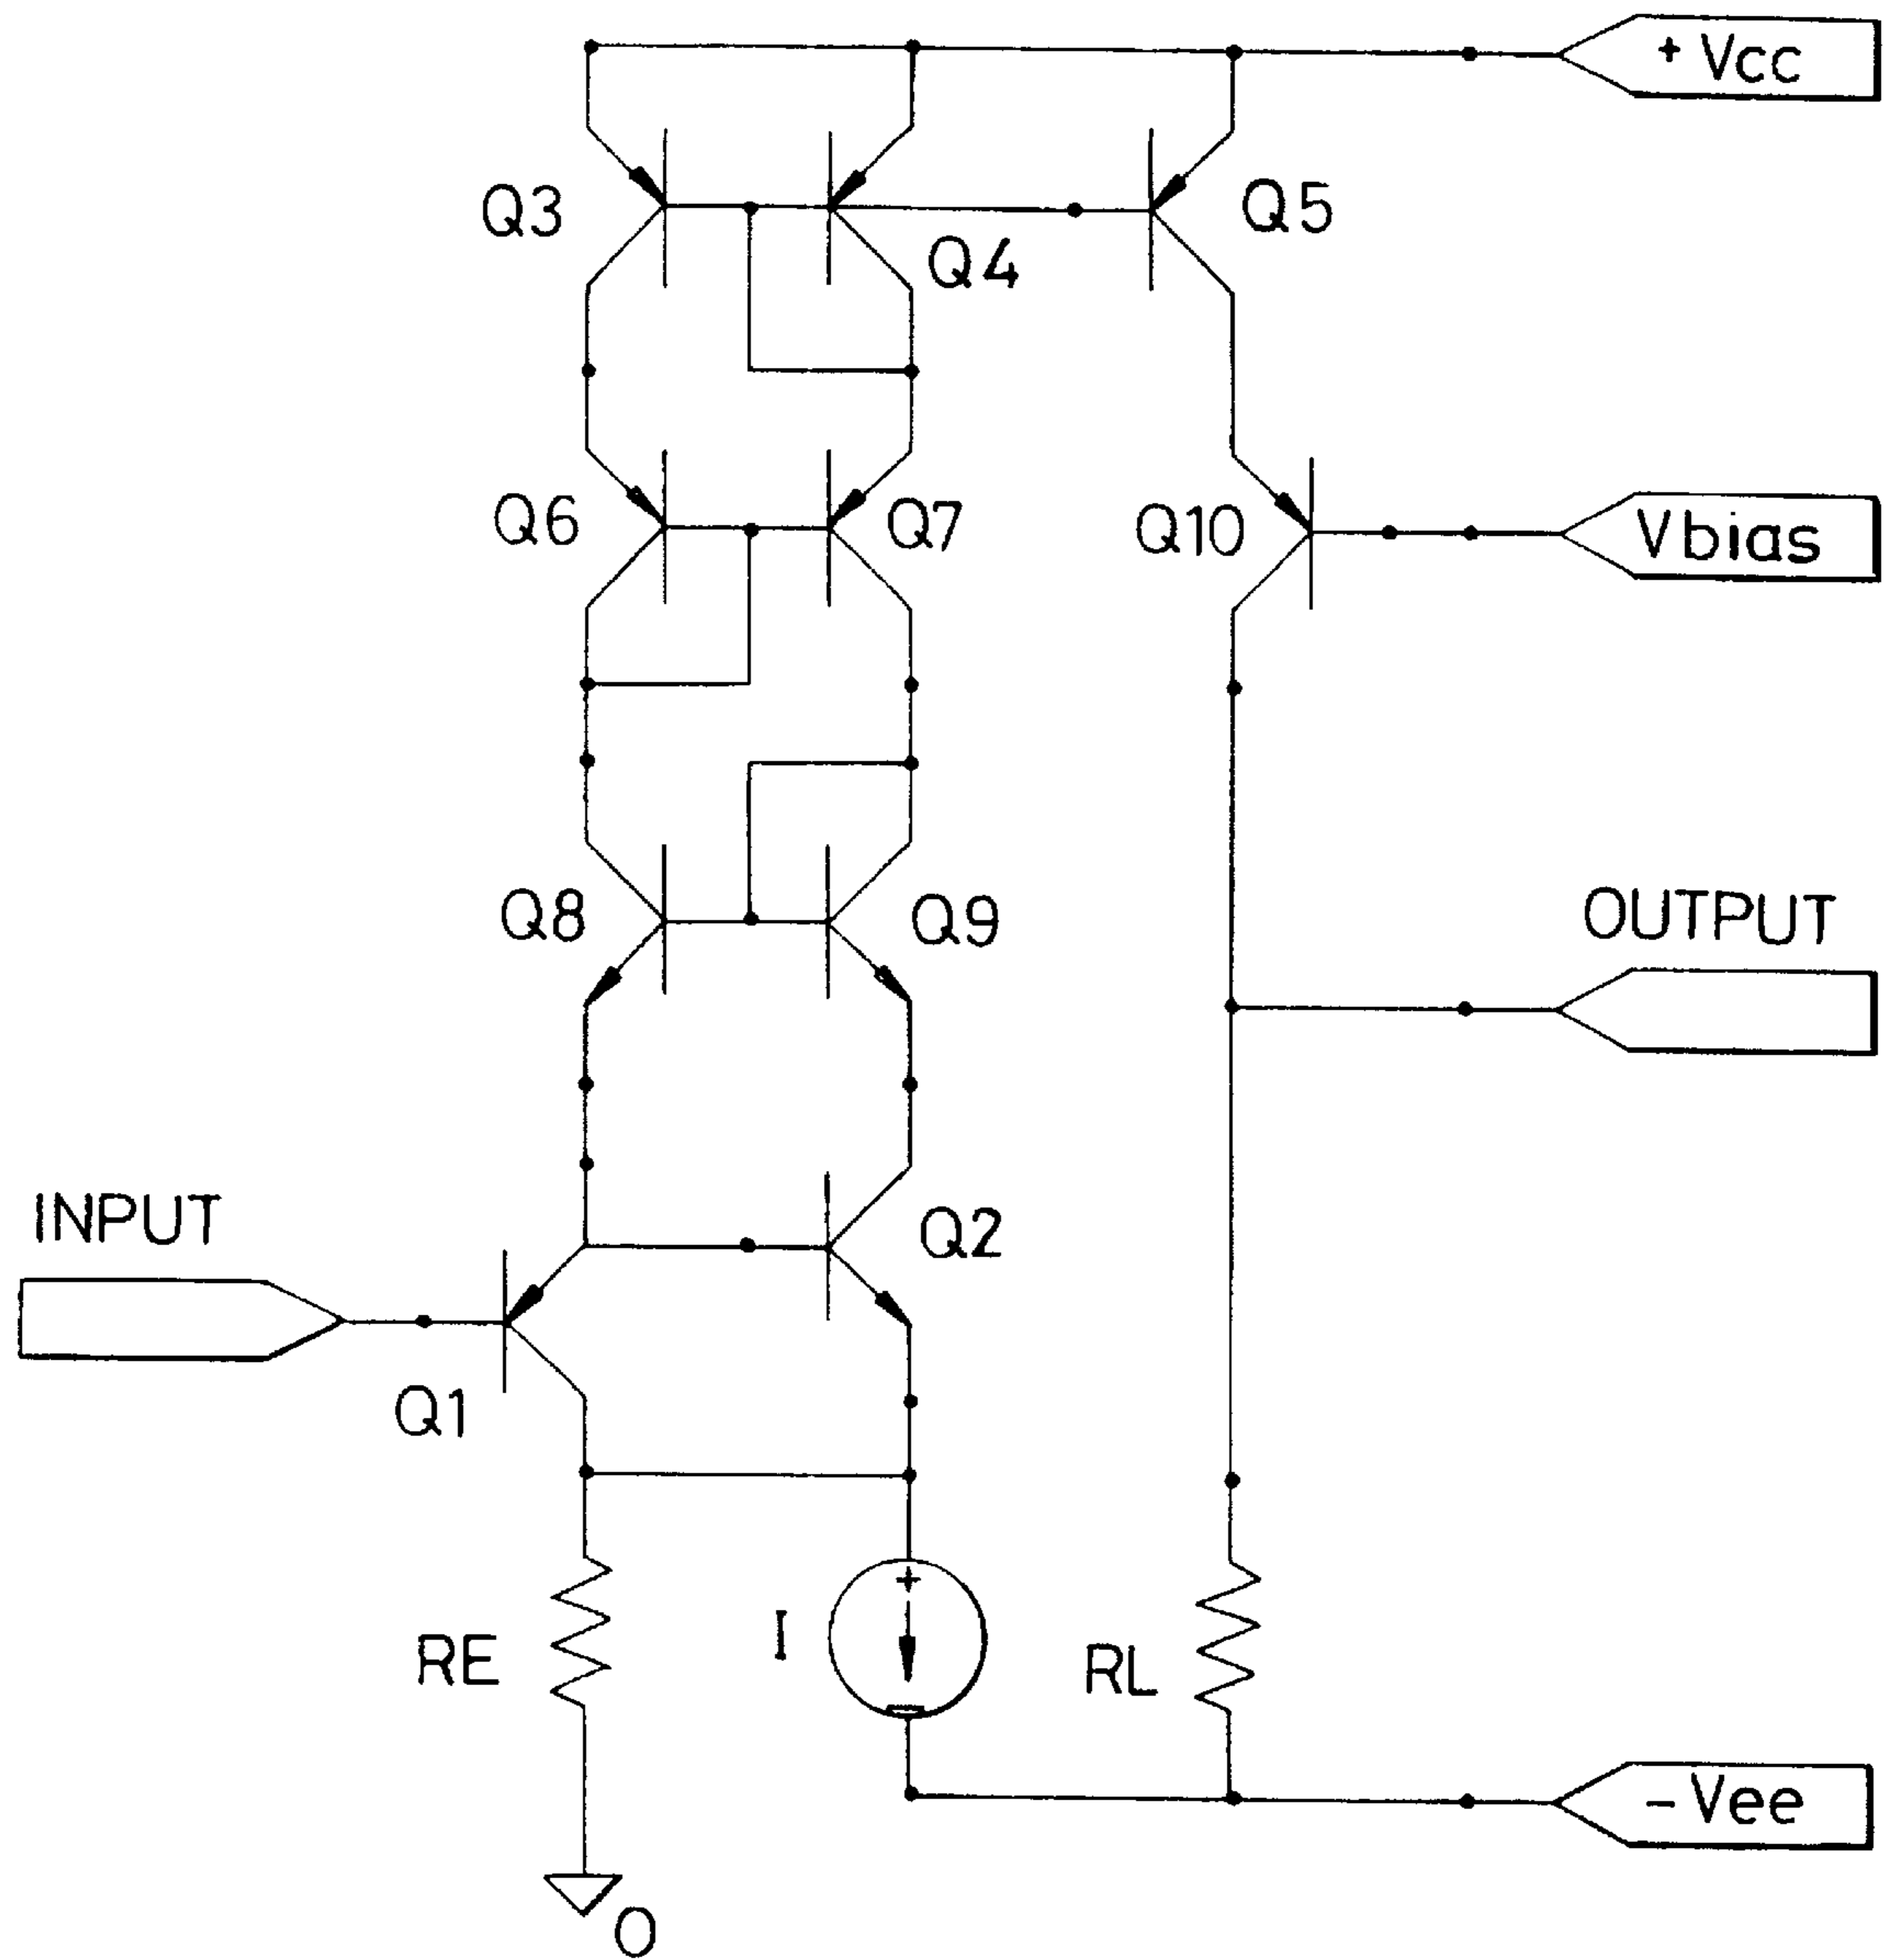 + Vcc
Q3
Q4
Q5
Q6
Q7
Q10
Vbias
Q8
Q9
OUTPUT
INPUT
Q2
Q1
+
RE
I
RL
-
- Vee
0